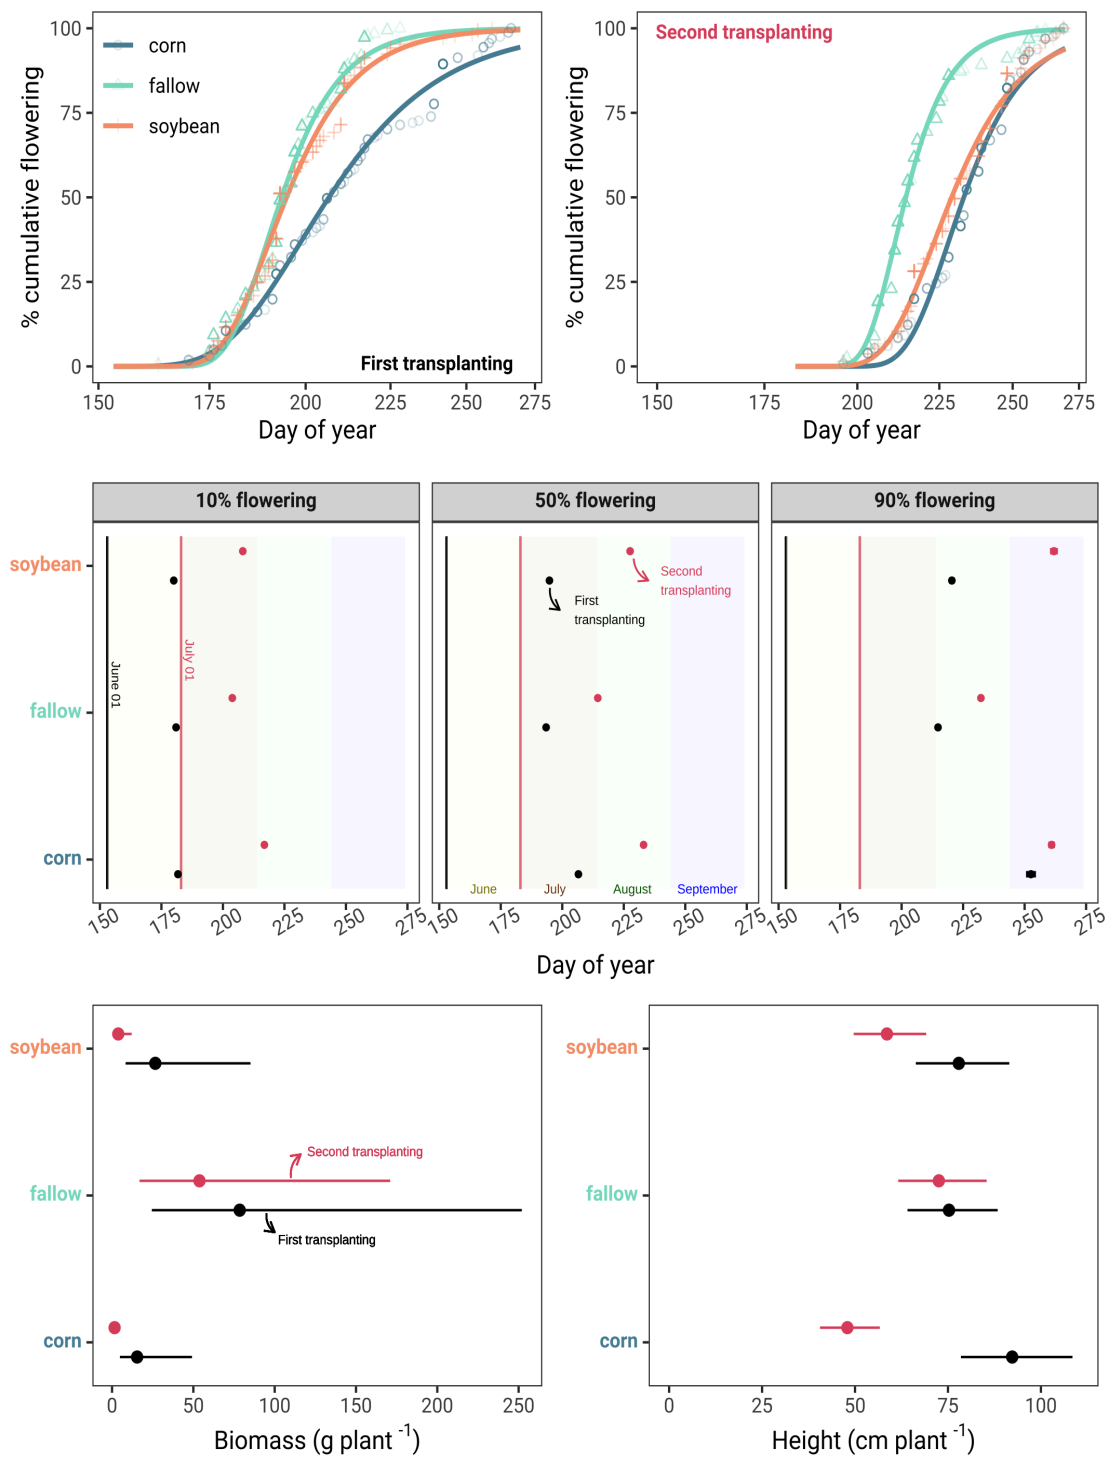 100
75
50
25
0
% cumulative flowering
corn
fallow
soybean
First transplanting
150 175 200 225 250 275
Day of year
100
75
50
25
0
% cumulative flowering
Second transplanting
150 175 200 225 250 275
Day of year
10% flowering
50% flowering
90% flowering
soybean
fallow
corn
June 01
July 01
Second
transplanting
First
transplanting
June July August September
150 175 200 225 250 275
150 175 200 225 250 275
150 175 200 225 250 275
Day of year
soybean
fallow
corn
Second transplanting
First transplanting
0 50 100 150 200 250
Biomass (g plant -1)
soybean
fallow
corn
0 25 50 75 100
Height (cm plant -1)